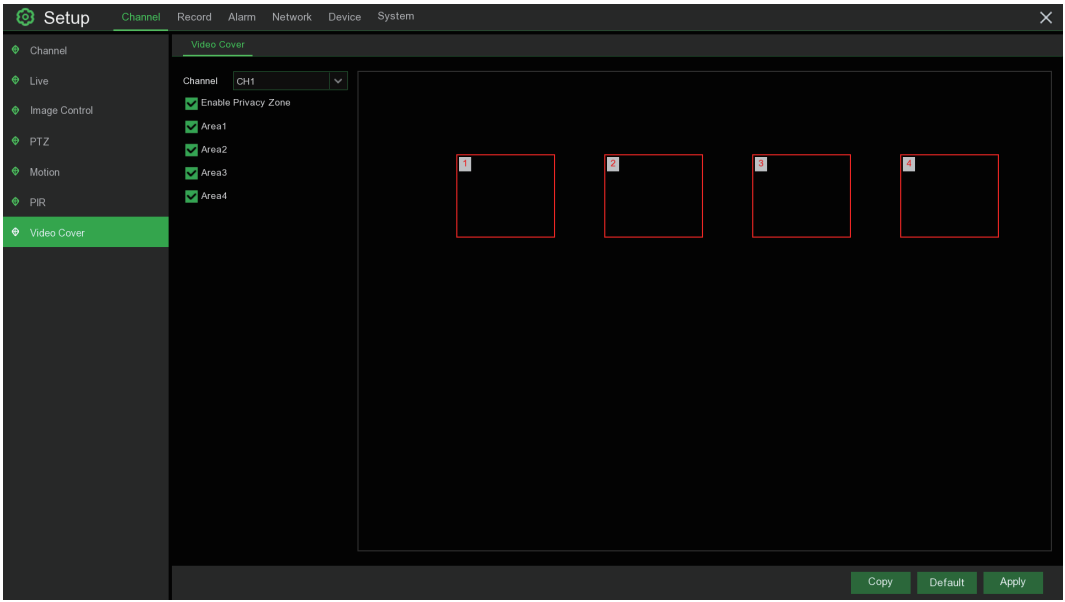 Setup Channel Record Alarm Network Device System
Channel
Live
Image Control
PTZ
Motion
PIR
Video Cover
Video Cover
Channel CH1
Enable Privacy Zone
Area1
Area2
Area3
Area4
1 2 3 4
Copy Default Apply